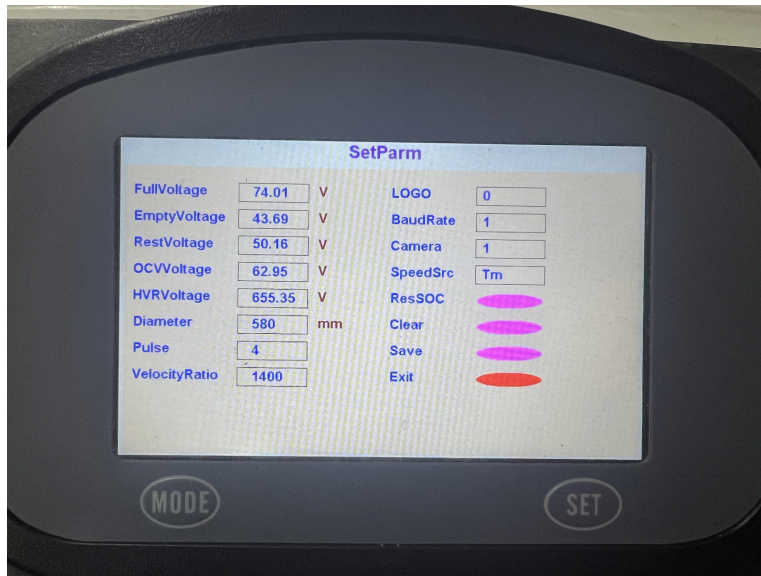 SetParm
FullVoltage 74.01 V
EmptyVoltage 43.69 V
RestVoltage 50.16 V
OCVVoltage 62.95 V
HVRVoltage 655.35 V
Diameter 580 mm
Pulse 4
VelocityRatio 1400
LOGO 0
BaudRate 1
Camera 1
SpeedSrc Tm
ResSOC
Clear
Save
Exit
MODE
SET